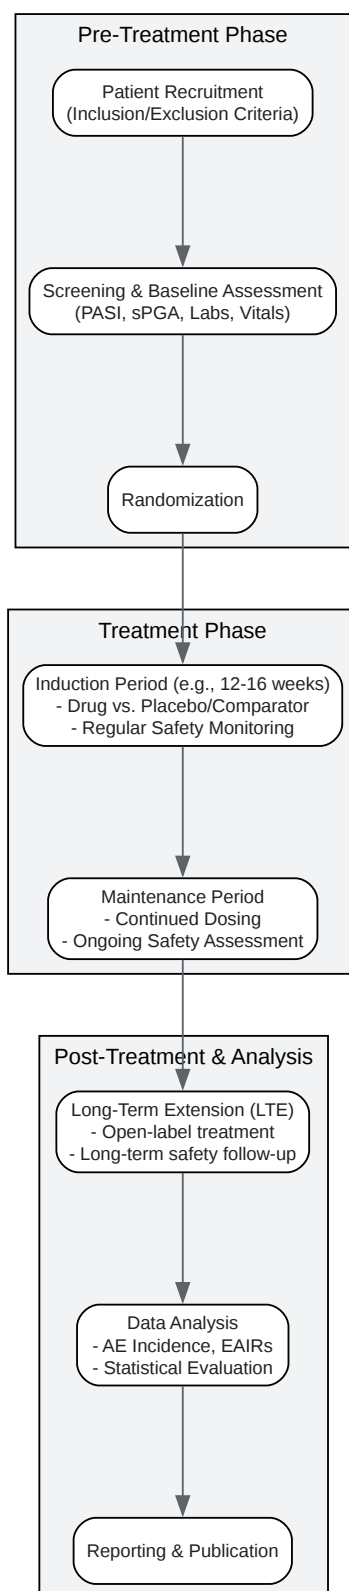 Pre-Treatment Phase
Patient Recruitment
(Inclusion/Exclusion Criteria)
Screening & Baseline Assessment
(PASI, sPGA, Labs, Vitals)
Randomization
Treatment Phase
Induction Period (e.g., 12-16 weeks)
- Drug vs. Placebo/Comparator
- Regular Safety Monitoring
Maintenance Period
- Continued Dosing
- Ongoing Safety Assessment
Post-Treatment & Analysis
Long-Term Extension (LTE)
- Open-label treatment
- Long-term safety follow-up
Data Analysis
- AE Incidence, EAIRs
- Statistical Evaluation
Reporting & Publication